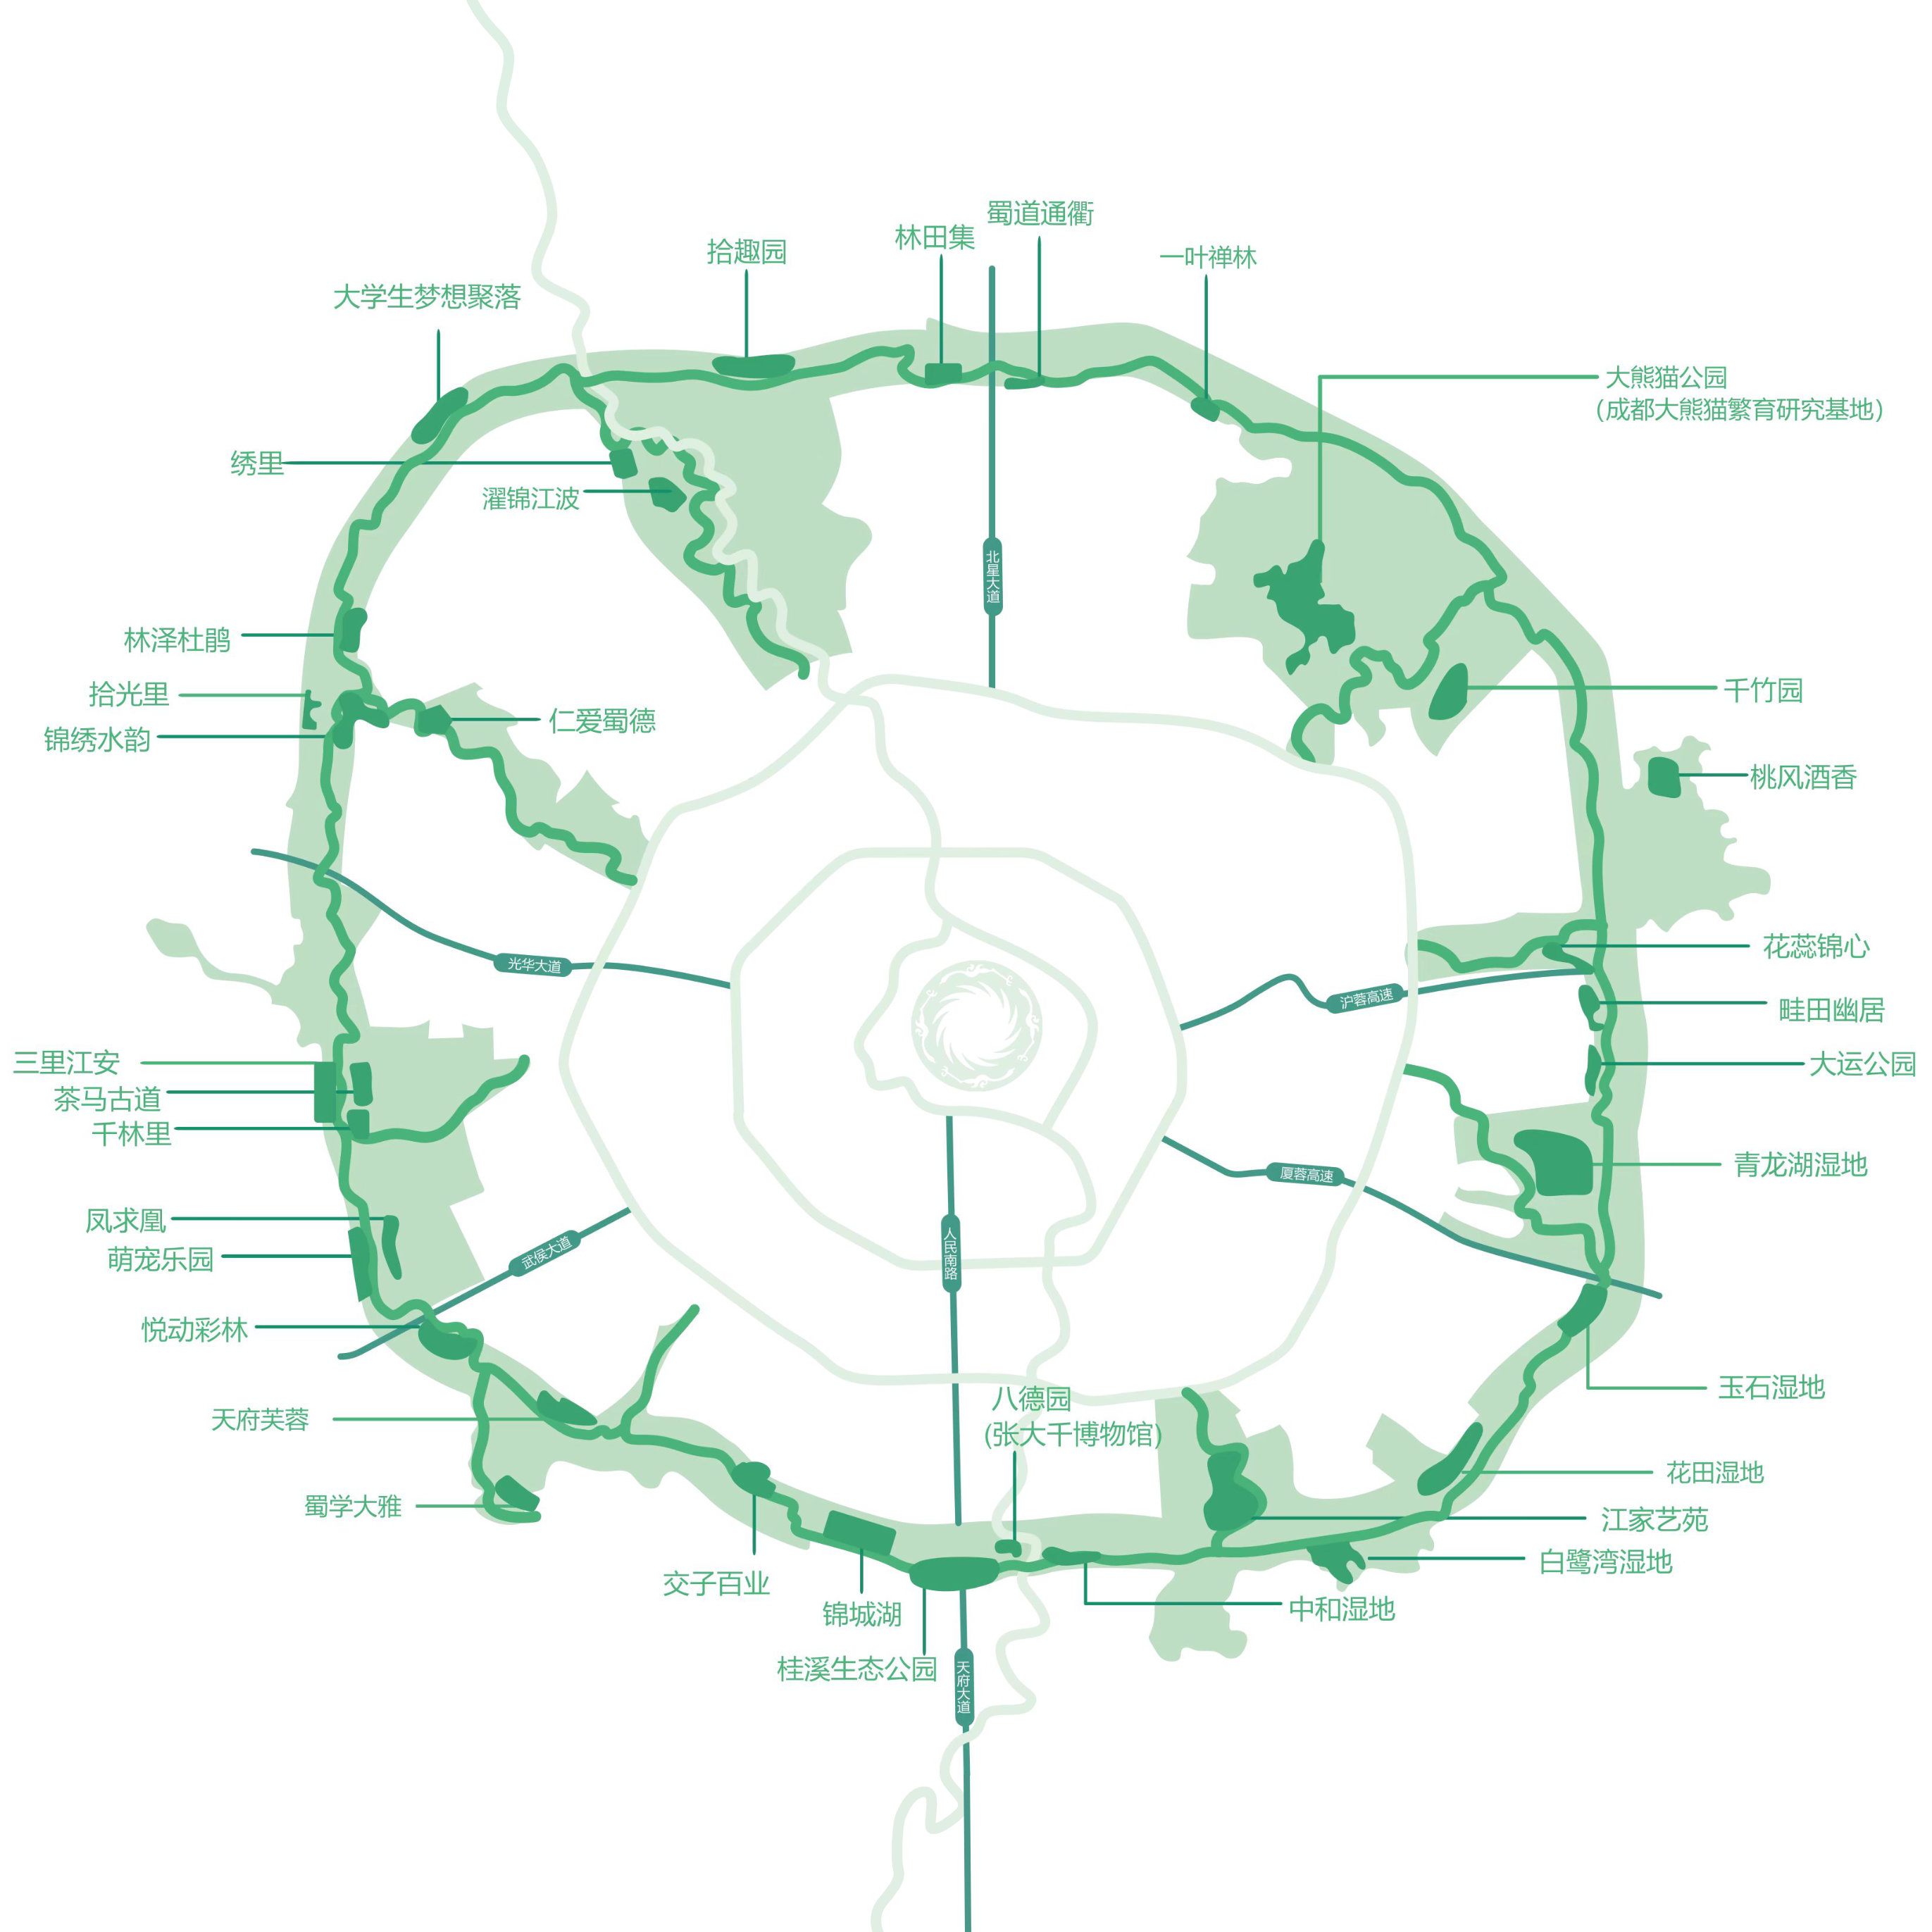 蜀道通衢
林田集
拾趣园
一叶禅林
大学生梦想聚落
大熊猫公园
(成都大熊猫繁育研究基地)
绣里
濯锦江波
北星大道
林泽杜鹃
拾光里
仁爱蜀德
千竹园
锦绣水韵
桃风酒香
花蕊锦心
光华大道
沪蓉高速
畦田幽居
三里江安
大运公园
茶马古道
千林里
青龙湖湿地
厦蓉高速
凤求凰
人民南路
武侯大道
萌宠乐园
悦动彩林
玉石湿地
八德园
(张大千博物馆)
天府芙蓉
花田湿地
蜀学大雅
江家艺苑
白鹭湾湿地
交子百业
中和湿地
锦城湖
桂溪生态公园
天府大道